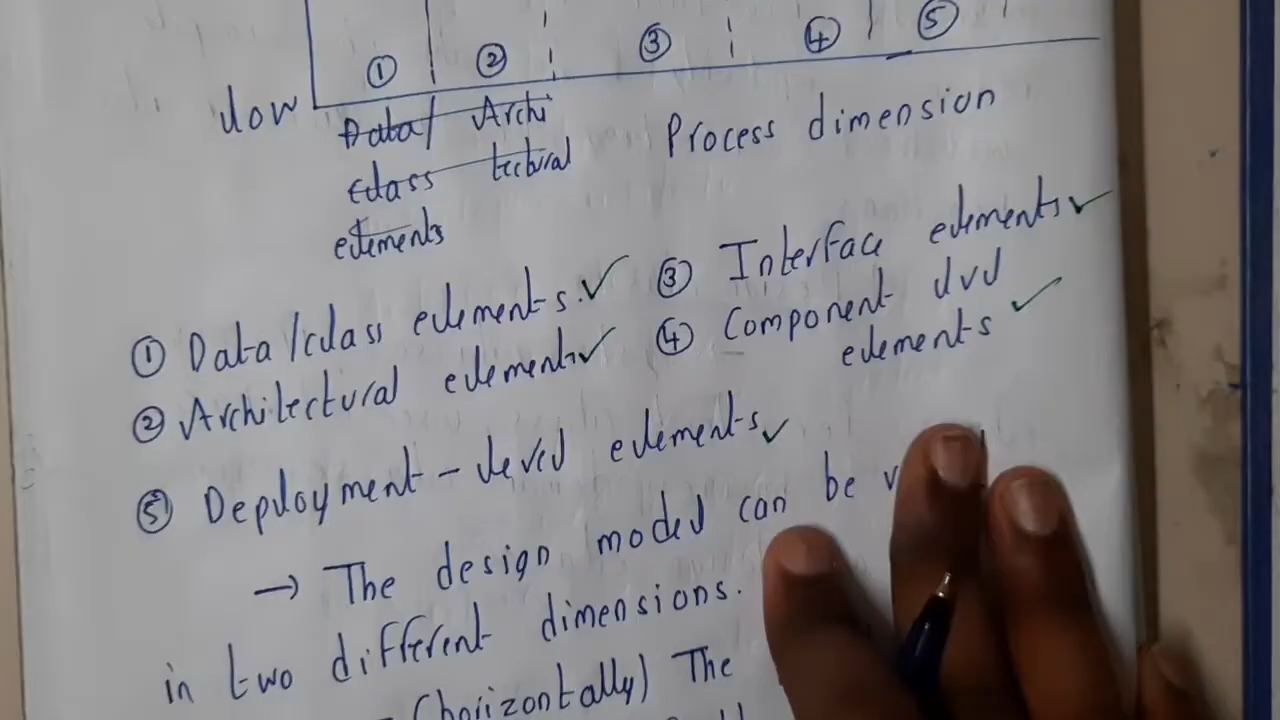 ① ② ③ ④ ⑤
low
Data/ Archi
class tectural
elements
Process dimension
① Data/class elements.✓
② Architectural elements✓
③ Interface elements✓
④ Component lvl
elements ✓
⑤ Deployment - level elements✓
→ The design model can be
in two different dimensions.
(horizontally) The